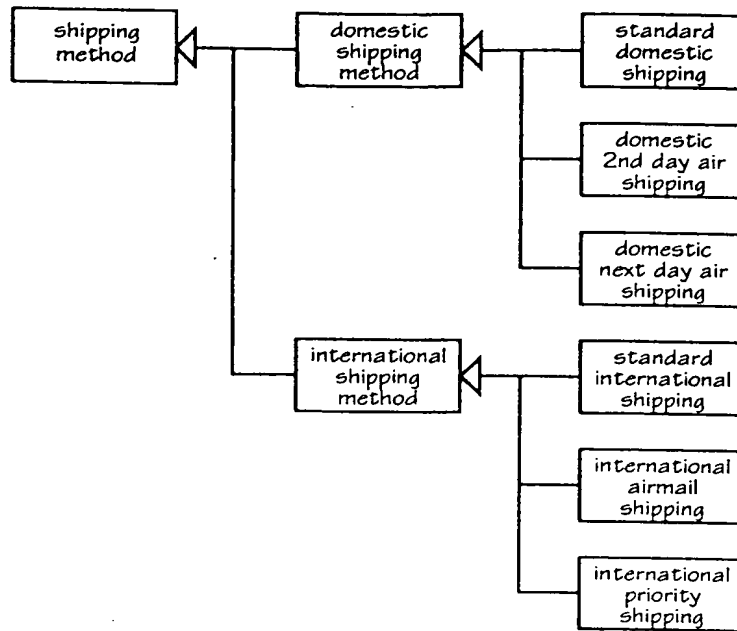 shipping
method
domestic
shipping
method
standard
domestic
shipping
domestic
2nd day air
shipping
domestic
next day air
shipping
international
shipping
method
standard
international
shipping
international
airmail
shipping
international
priority
shipping